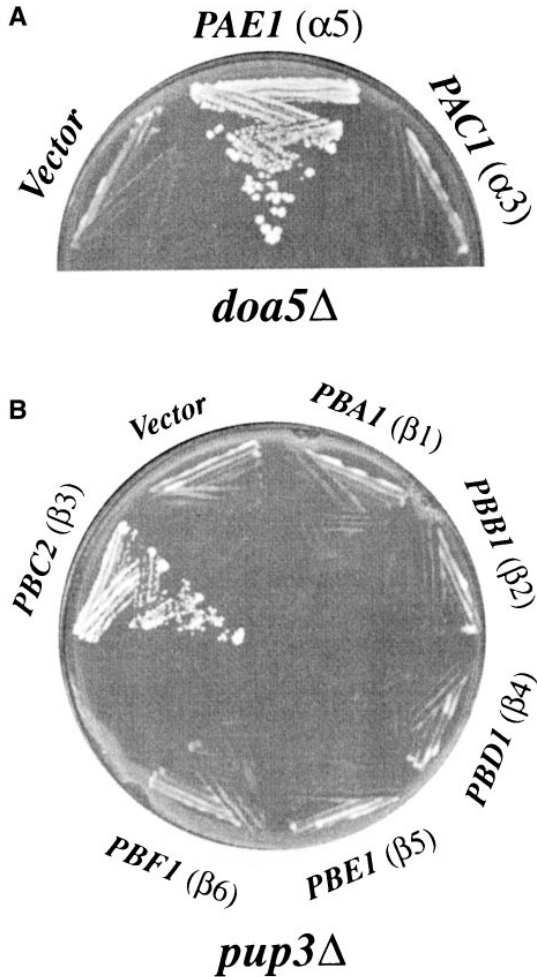 A
PAE1 (α5)
Vector
PAC1 (α3)
doa5Δ
B
Vector
PBA1 (β1)
PBC2 (β3)
PBB1 (β2)
PBD1 (β4)
PBF1 (β6)
PBE1 (β5)
pup3Δ